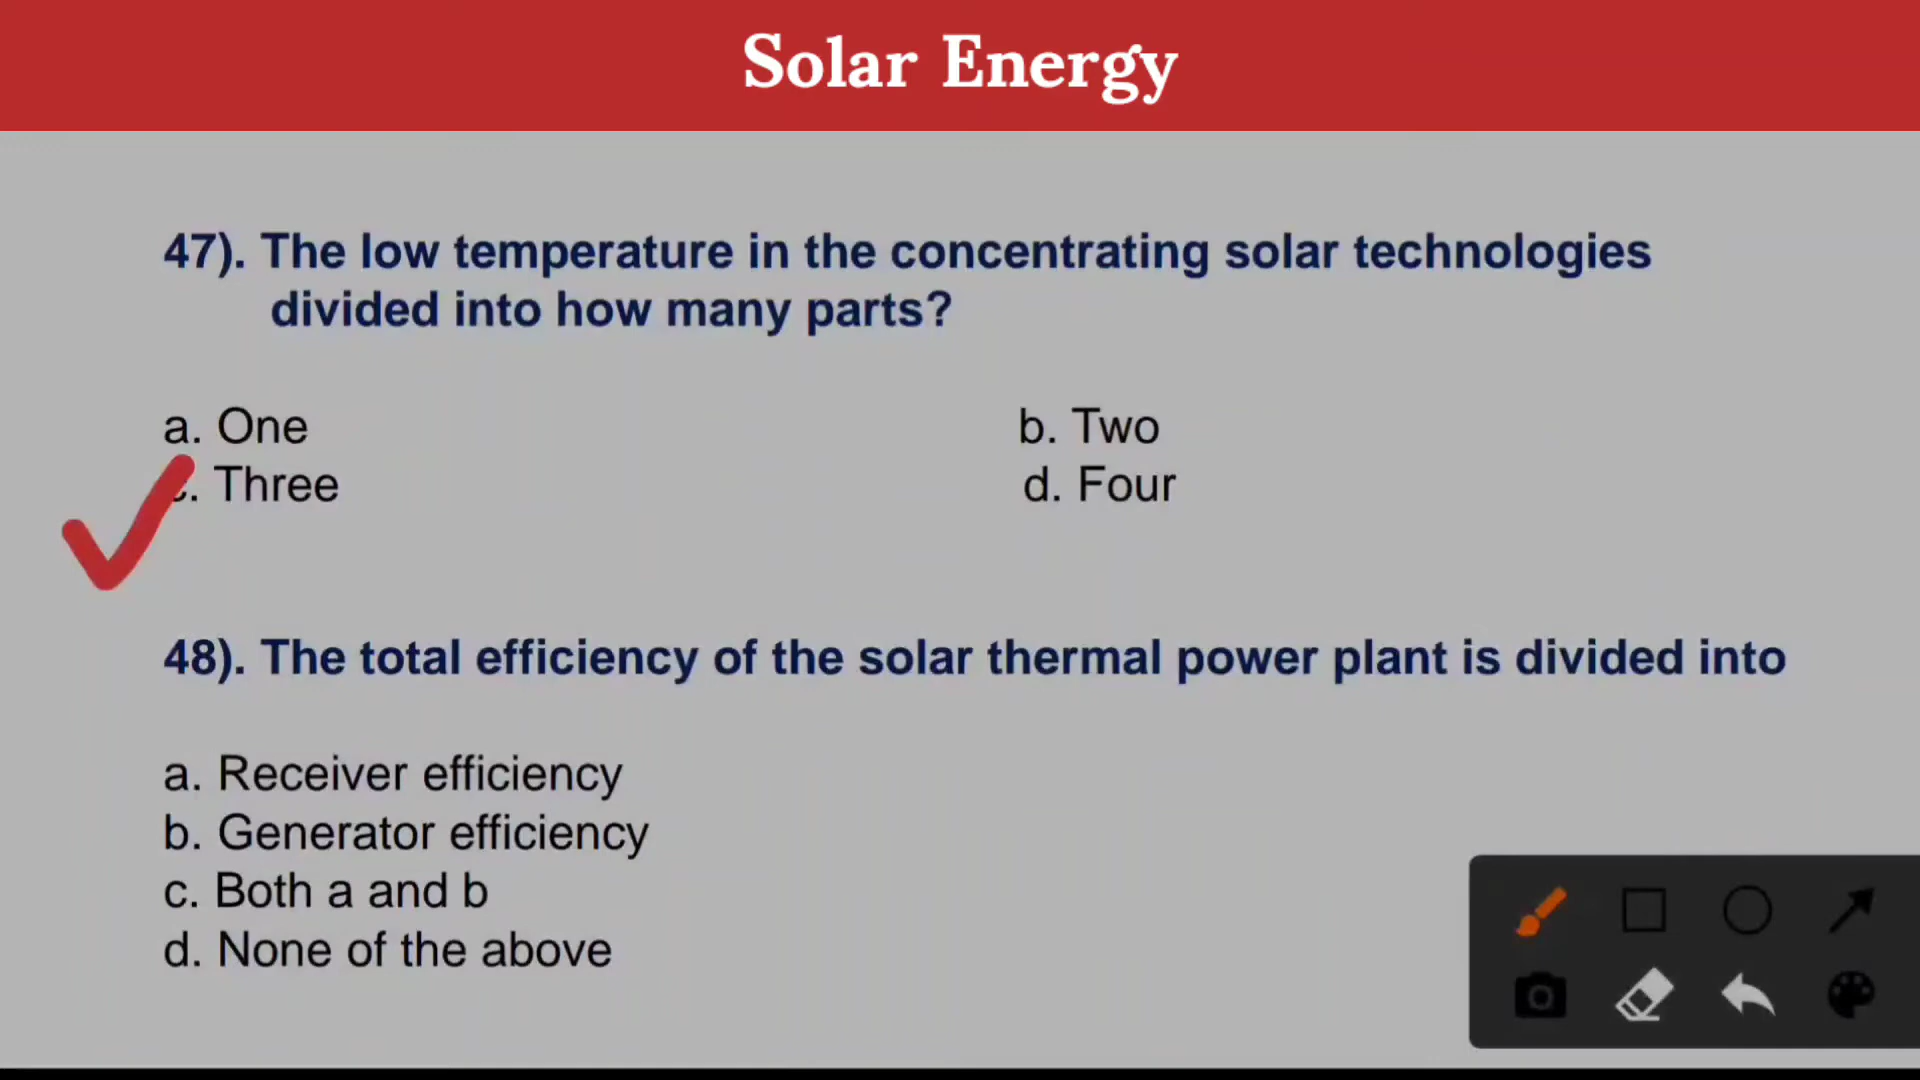 Solar Energy
47). The low temperature in the concentrating solar technologies
divided into how many parts?
a. One
b. Two
c. Three
d. Four
48). The total efficiency of the solar thermal power plant is divided into
a. Receiver efficiency
b. Generator efficiency
c. Both a and b
d. None of the above